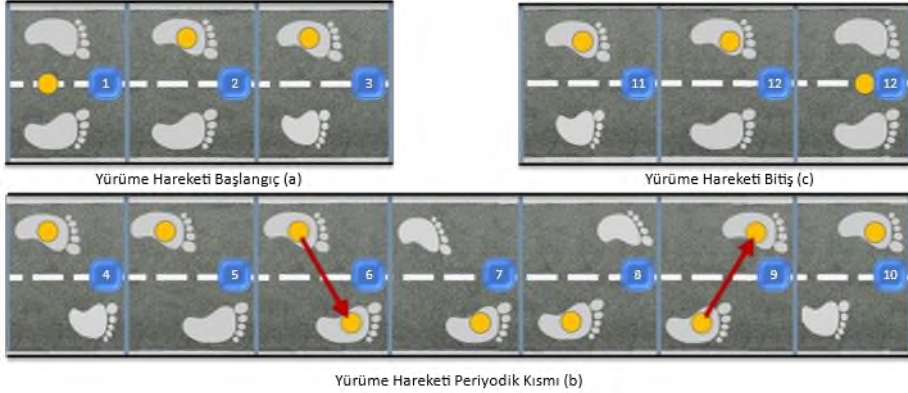 1 2 3
11 12 12
Yürüme Hareketi Başlangıç (a)
Yürüme Hareketi Bitiş (c)
4 5 6 7 8 9 10
Yürüme Hareketi Periyodik Kısmı (b)